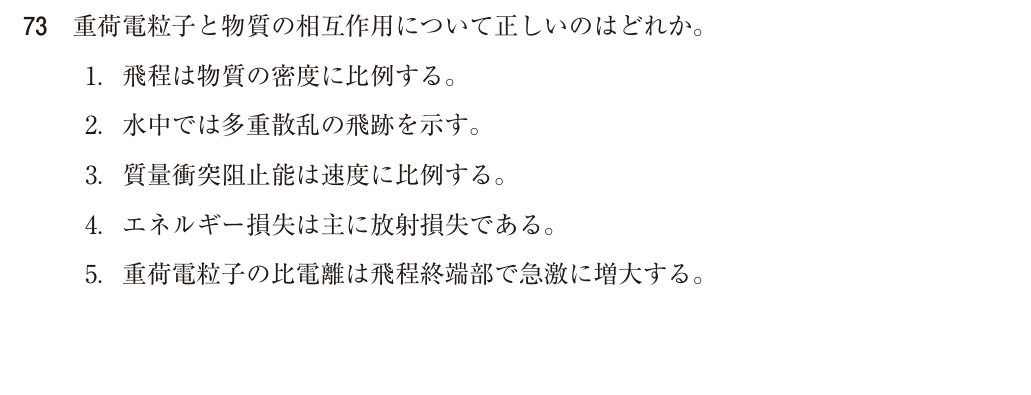 73 重荷電粒子と物質の相互作用について正しいのはどれか。
1. 飛程は物質の密度に比例する。
2. 水中では多重散乱の飛跡を示す。
3. 質量衝突阻止能は速度に比例する。
4. エネルギー損失は主に放射損失である。
5. 重荷電粒子の比電離は飛程終端部で急激に増大する。